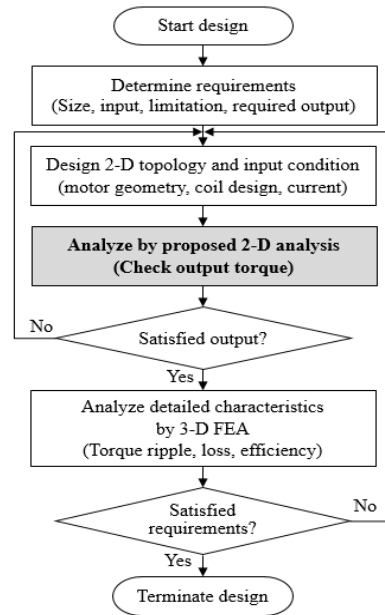 Start design
Determine requirements
(Size, input, limitation, required output)
Design 2-D topology and input condition
(motor geometry, coil design, current)
Analyze by proposed 2-D analysis
(Check output torque)
No
Satisfied output?
Yes
Analyze detailed characteristics
by 3-D FEA
(Torque ripple, loss, efficiency)
No
Satisfied
requirements?
Yes
Terminate design